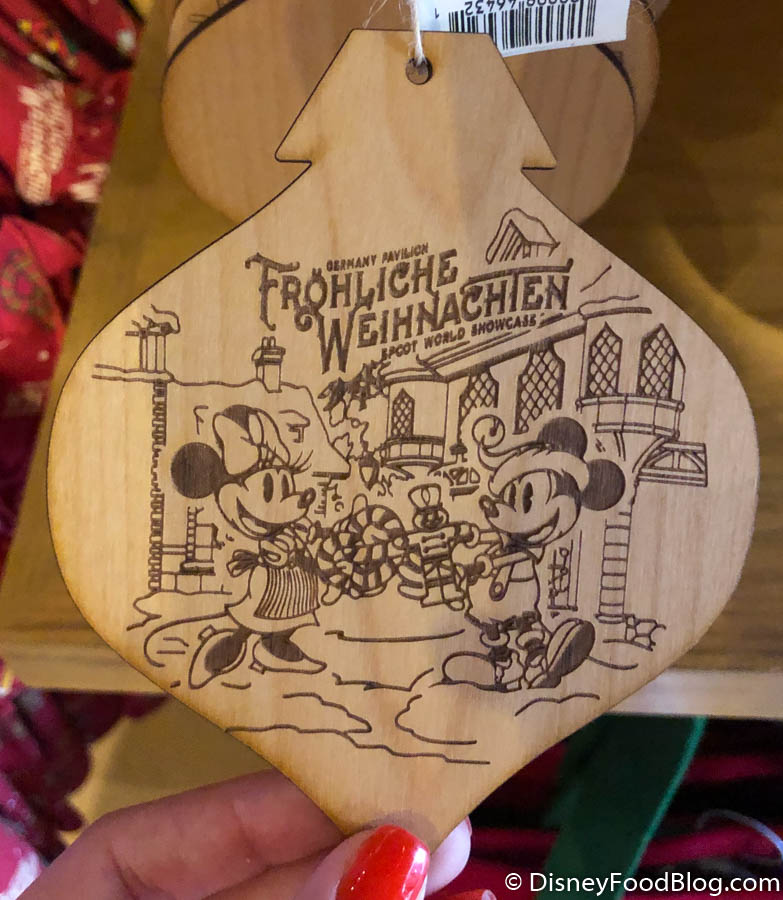 GERMANY PAVILION
FRÖHLICHE
WEIHNACHTEN
EPCOT WORLD SHOWCASE
© DisneyFoodBlog.com